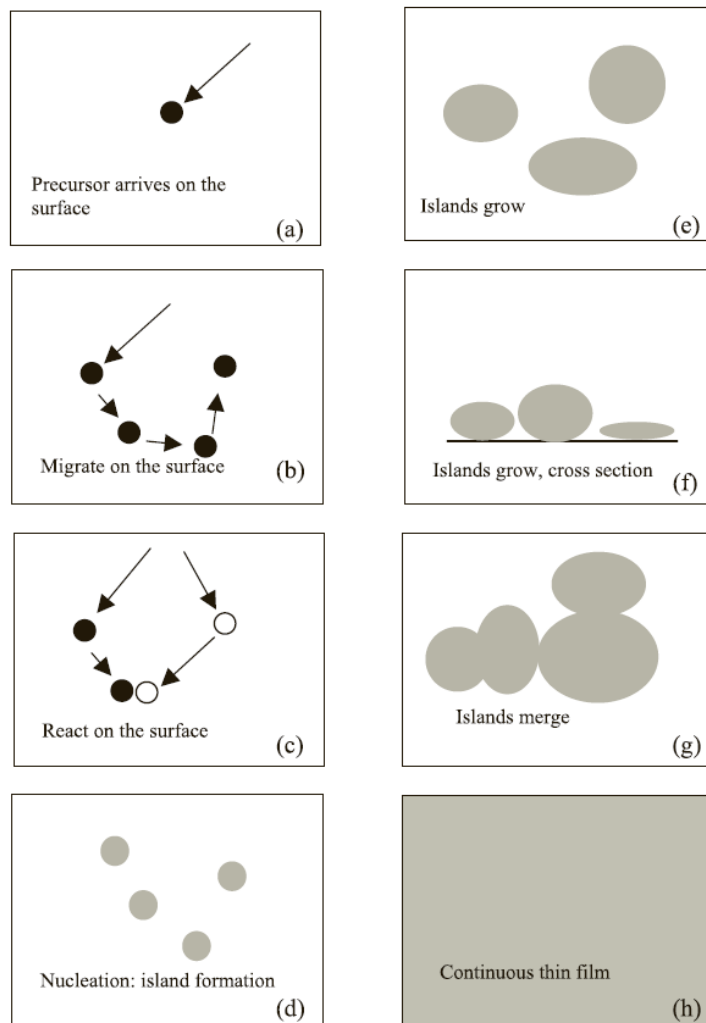 Precursor arrives on the
surface
(a)
Migrate on the surface
(b)
React on the surface
(c)
Nucleation: island formation
(d)
Islands grow
(e)
Islands grow, cross section
(f)
Islands merge
(g)
Continuous thin film
(h)